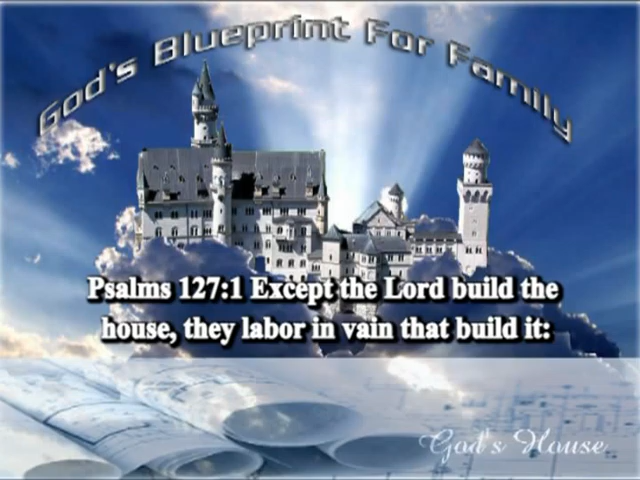 God's Blueprint For Family
Psalms 127:1 Except the Lord build the
house, they labor in vain that build it:
God's House